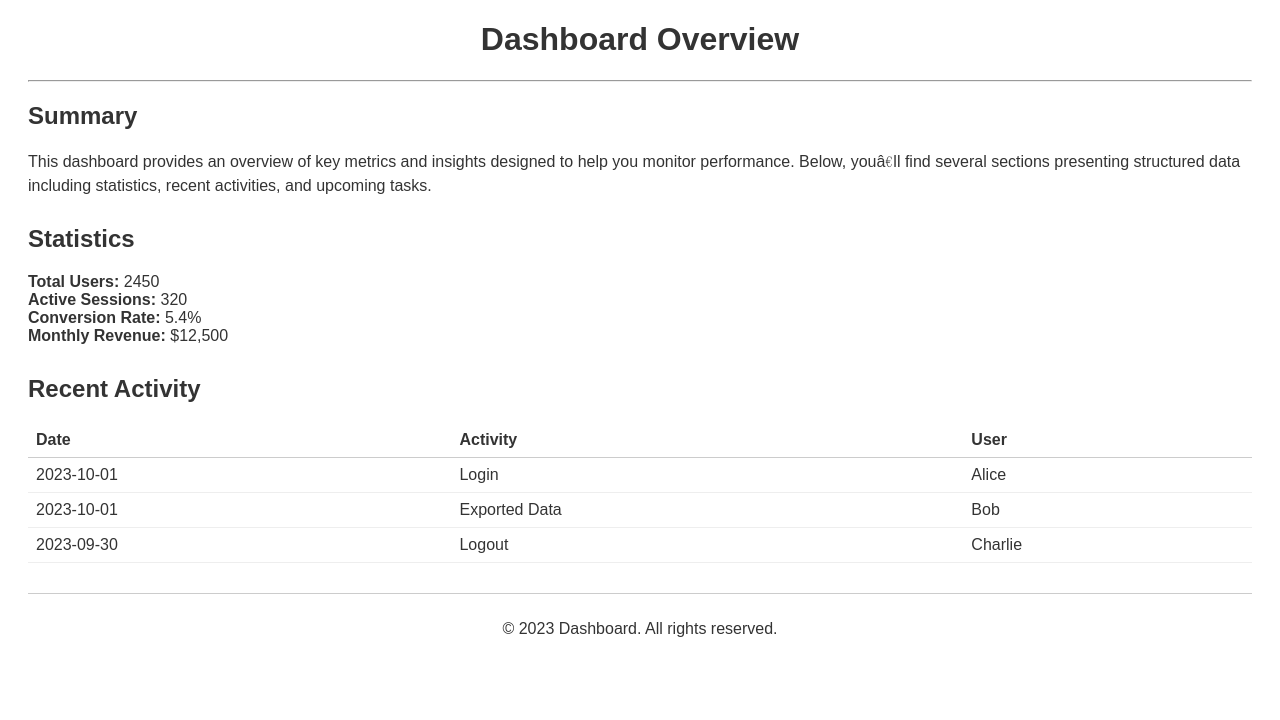 Dashboard Overview
Summary
This dashboard provides an overview of key metrics and insights designed to help you monitor performance. Below, youâ€ll find several sections presenting structured data
including statistics, recent activities, and upcoming tasks.
Statistics
Total Users: 2450
Active Sessions: 320
Conversion Rate: 5.4%
Monthly Revenue: $12,500
Recent Activity
Date Activity User
2023-10-01 Login Alice
2023-10-01 Exported Data Bob
2023-09-30 Logout Charlie
© 2023 Dashboard. All rights reserved.